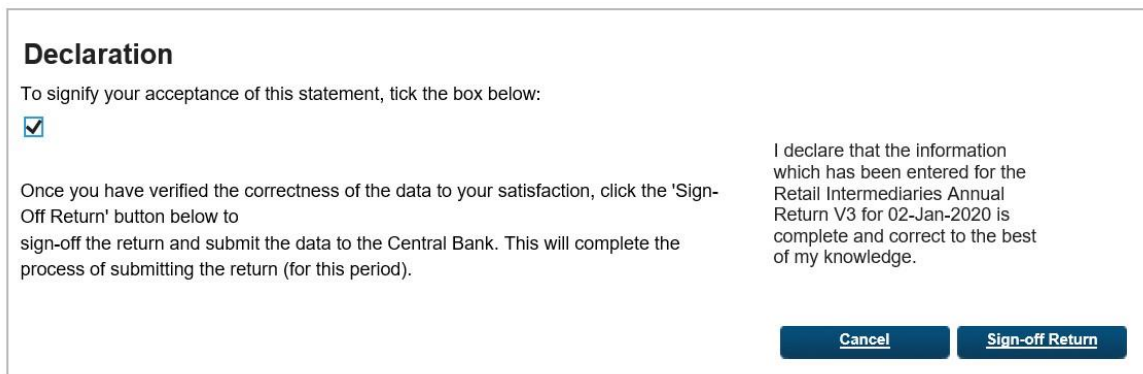 Declaration
To signify your acceptance of this statement, tick the box below:
I declare that the information
which has been entered for the
Retail Intermediaries Annual
Return V3 for 02-Jan-2020 is
complete and correct to the best
of my knowledge.
Once you have verified the correctness of the data to your satisfaction, click the 'Sign-
Off Return' button below to
sign-off the return and submit the data to the Central Bank. This will complete the
process of submitting the return (for this period).
Cancel
Sign-off Return